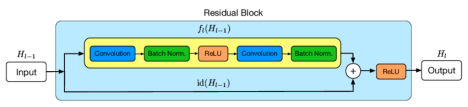 Residual Block
f_l(H_{l-1})
H_{l-1}
Input
Convolution
Batch Norm.
ReLU
Convolution
Batch Norm.
id(H_{l-1})
+
ReLU
H_l
Output